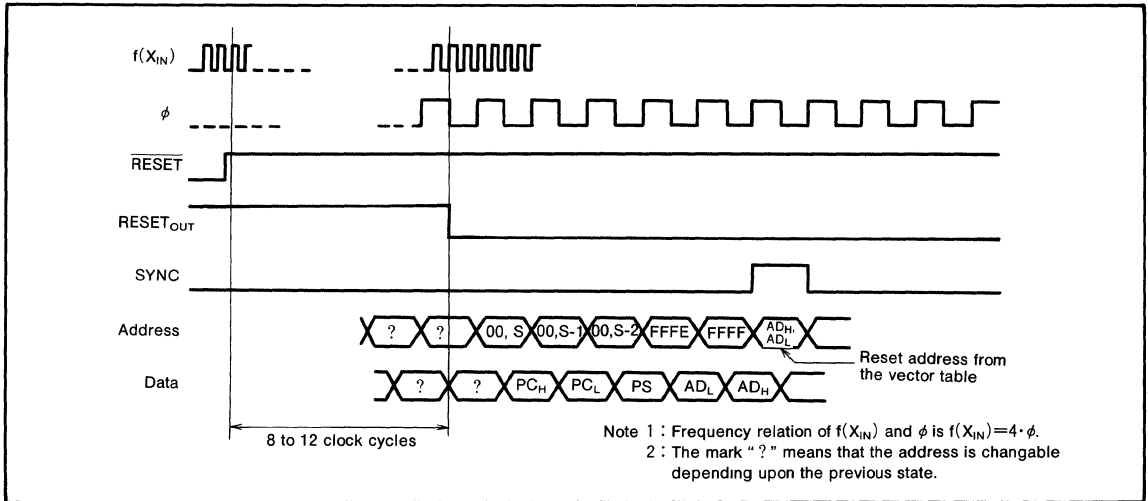 f(XIN)
φ
RESET
RESETOUT
SYNC
Address
? ? 00, S 00,S-1 00,S-2 FFFE FFFF ADH, ADL
Reset address from
the vector table
Data
? ? PCH PCL PS ADL ADH
8 to 12 clock cycles
Note 1 : Frequency relation of f(XIN) and φ is f(XIN)=4·φ.
2 : The mark "?" means that the address is changable
depending upon the previous state.